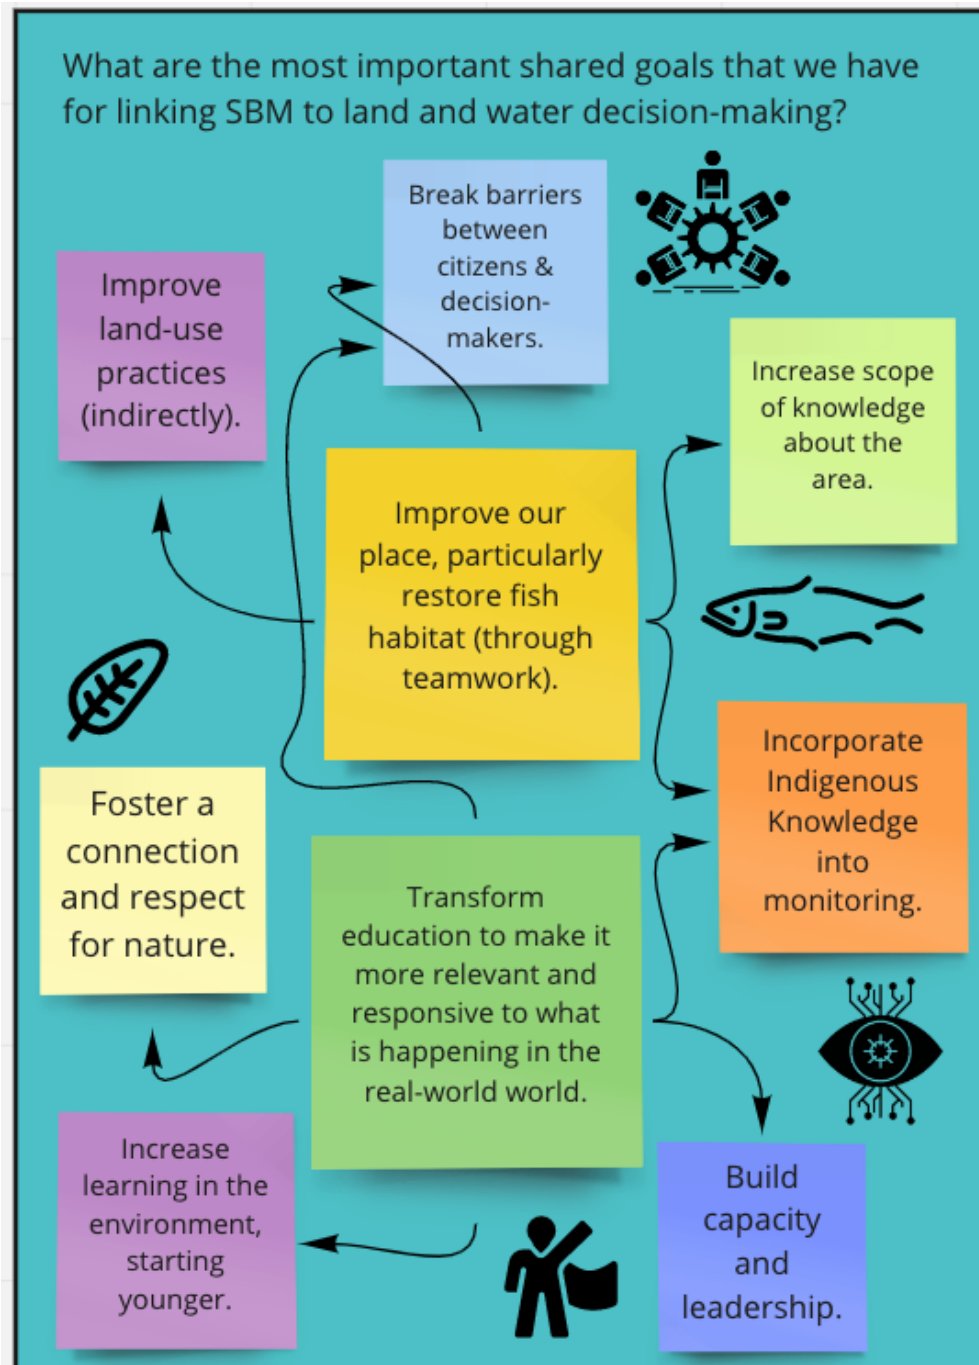 What are the most important shared goals that we have
for linking SBM to land and water decision-making?
Break barriers
between
citizens &
decision-
makers.
Improve
land-use
practices
(indirectly).
Increase scope
of knowledge
about the
area.
Improve our
place, particularly
restore fish
habitat (through
teamwork).
Incorporate
Indigenous
Knowledge
into
monitoring.
Foster a
connection
and respect
for nature.
Transform
education to make it
more relevant and
responsive to what
is happening in the
real-world world.
Increase
learning in the
environment,
starting
younger.
Build
capacity
and
leadership.